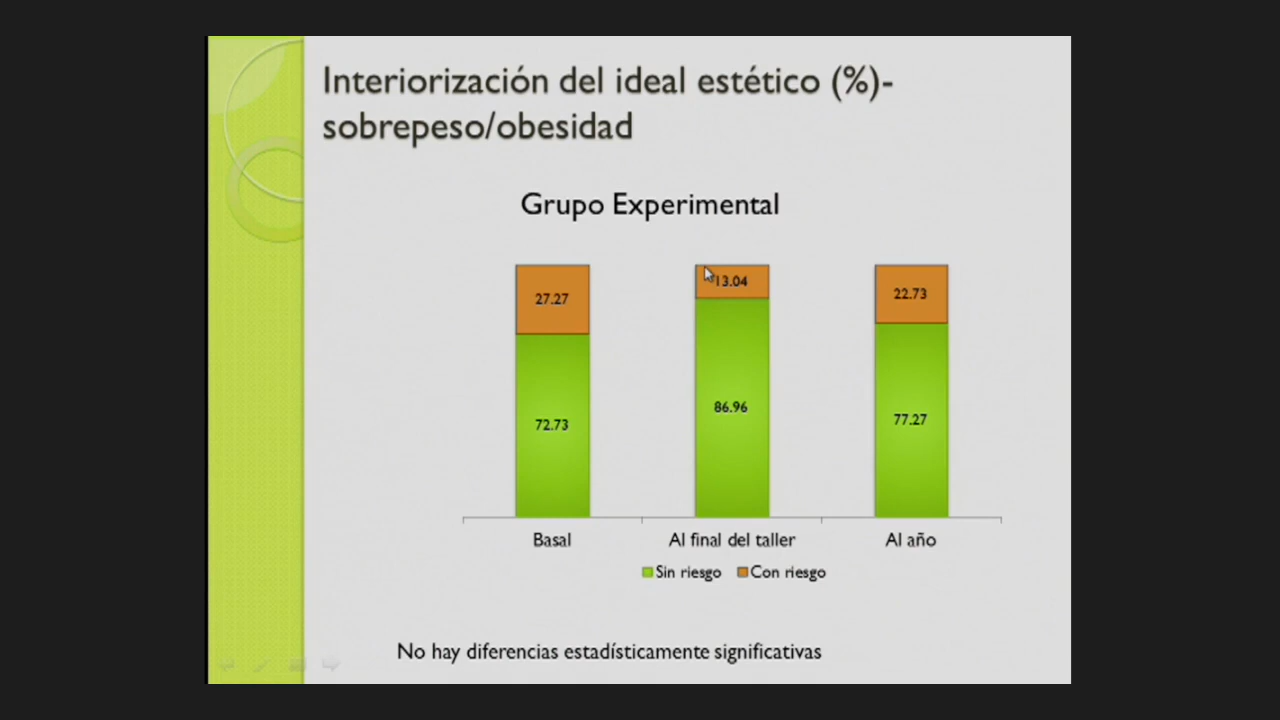 Interiorización del ideal estético (%)-
sobrepeso/obesidad
Grupo Experimental
27.27
13.04
22.73
72.73
86.96
77.27
Basal
Al final del taller
Al año
Sin riesgo
Con riesgo
No hay diferencias estadísticamente significativas